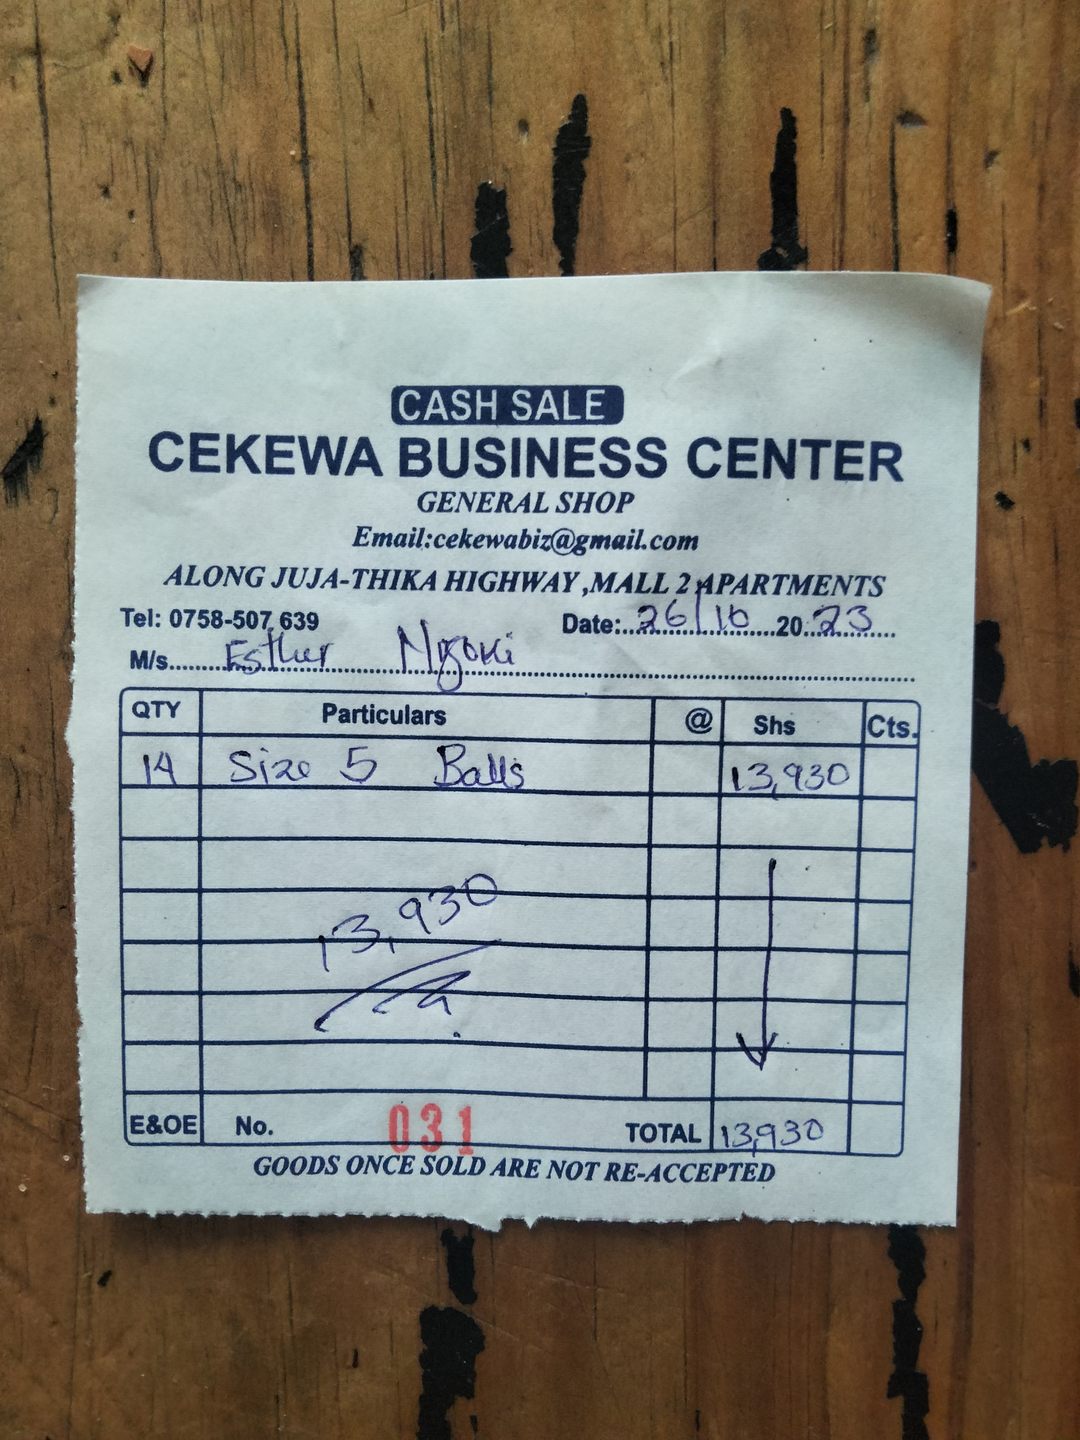 CASH SALE
CEKEWA BUSINESS CENTER
GENERAL SHOP
Email:cekewabiz@gmail.com
ALONG JUJA-THIKA HIGHWAY ,MALL 2 APARTMENTS
Tel: 0758-507 639 Date:..26/10..2023
M/s.....Esther Njoki
QTY Particulars @ Shs Cts.
14 Size 5 Balls 13,930
13,930
E&OE No. 031 TOTAL 13,930
GOODS ONCE SOLD ARE NOT RE-ACCEPTED